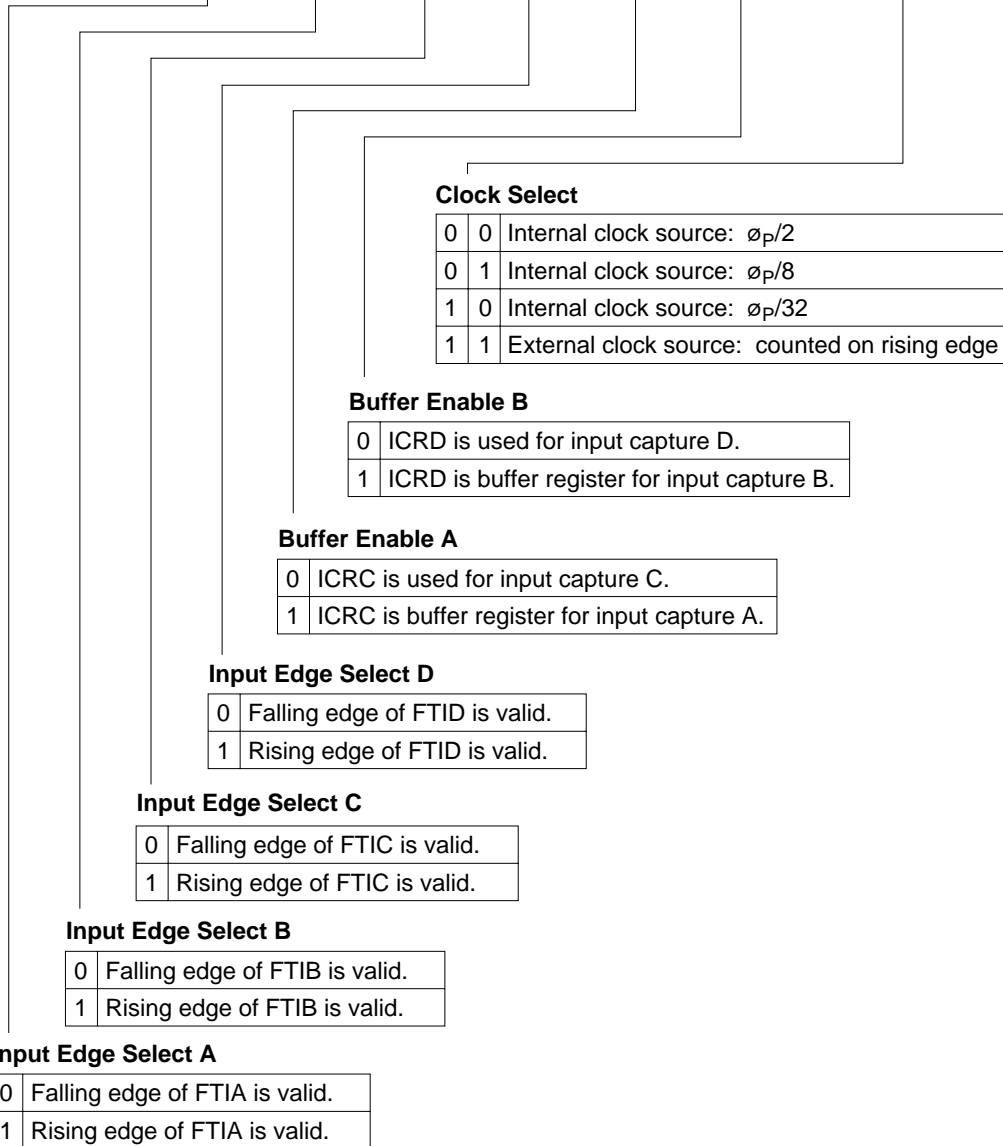 Clock Select
0 0 Internal clock source: øP/2
0 1 Internal clock source: øP/8
1 0 Internal clock source: øP/32
1 1 External clock source: counted on rising edge
Buffer Enable B
0 ICRD is used for input capture D.
1 ICRD is buffer register for input capture B.
Buffer Enable A
0 ICRC is used for input capture C.
1 ICRC is buffer register for input capture A.
Input Edge Select D
0 Falling edge of FTID is valid.
1 Rising edge of FTID is valid.
Input Edge Select C
0 Falling edge of FTIC is valid.
1 Rising edge of FTIC is valid.
Input Edge Select B
0 Falling edge of FTIB is valid.
1 Rising edge of FTIB is valid.
nput Edge Select A
0 Falling edge of FTIA is valid.
1 Rising edge of FTIA is valid.